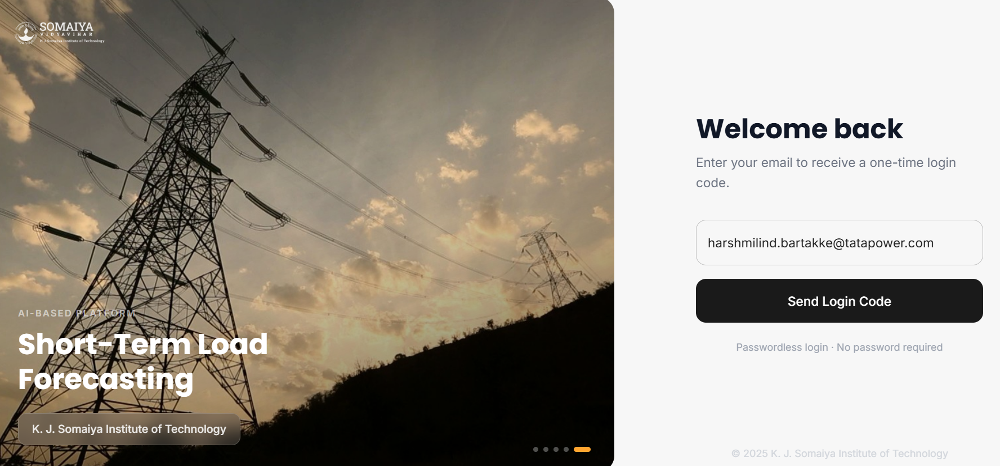 SOMAIYA
VIDYAVIHAR
K J Somaiya Institute of Technology
AI-BASED PLATFORM
Short-Term Load
Forecasting
K. J. Somaiya Institute of Technology
Welcome back
Enter your email to receive a one-time login
code.
harshmilind.bartakke@tatapower.com
Send Login Code
Passwordless login · No password required
© 2025 K. J. Somaiya Institute of Technology